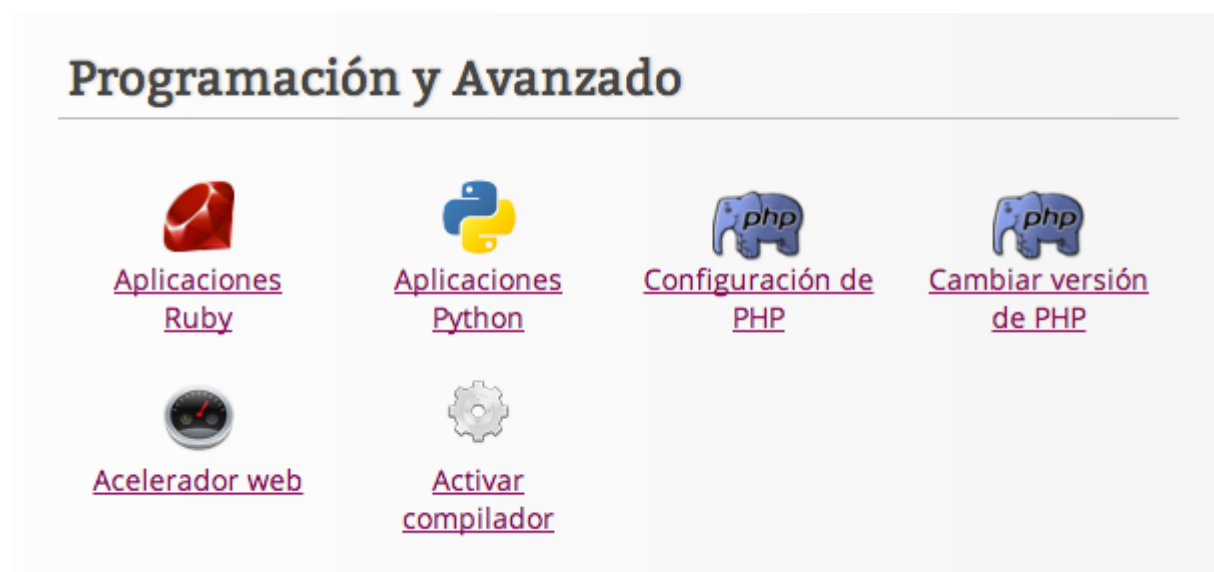 Programación y Avanzado
php
php
Aplicaciones
Ruby
Aplicaciones
Python
Configuración de
PHP
Cambiar versión
de PHP
Acelerador web
Activar
compilador